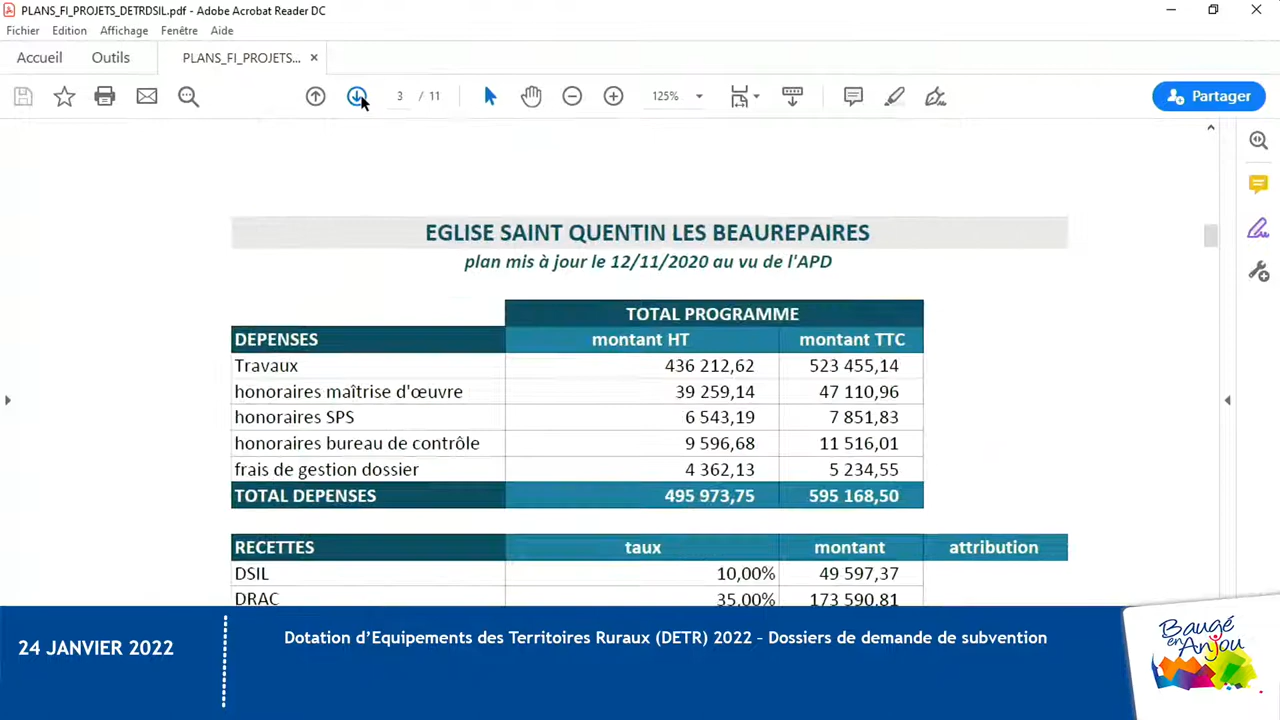 PLANS_FI_PROJETS_DETRDSIL.pdf - Adobe Acrobat Reader DC
Fichier Edition Affichage Fenêtre Aide
Accueil Outils PLANS_FI_PROJETS... ×
3 / 11 125% Partager
EGLISE SAINT QUENTIN LES BEAUREPAIRES
plan mis à jour le 12/11/2020 au vu de l'APD
TOTAL PROGRAMME
DEPENSES montant HT montant TTC
Travaux 436 212,62 523 455,14
honoraires maîtrise d'œuvre 39 259,14 47 110,96
honoraires SPS 6 543,19 7 851,83
honoraires bureau de contrôle 9 596,68 11 516,01
frais de gestion dossier 4 362,13 5 234,55
TOTAL DEPENSES 495 973,75 595 168,50
RECETTES taux montant attribution
DSIL 10,00% 49 597,37
DRAC 35,00% 173 590,81
24 JANVIER 2022
Dotation d’Equipements des Territoires Ruraux (DETR) 2022 – Dossiers de demande de subvention
Baugé
en Anjou